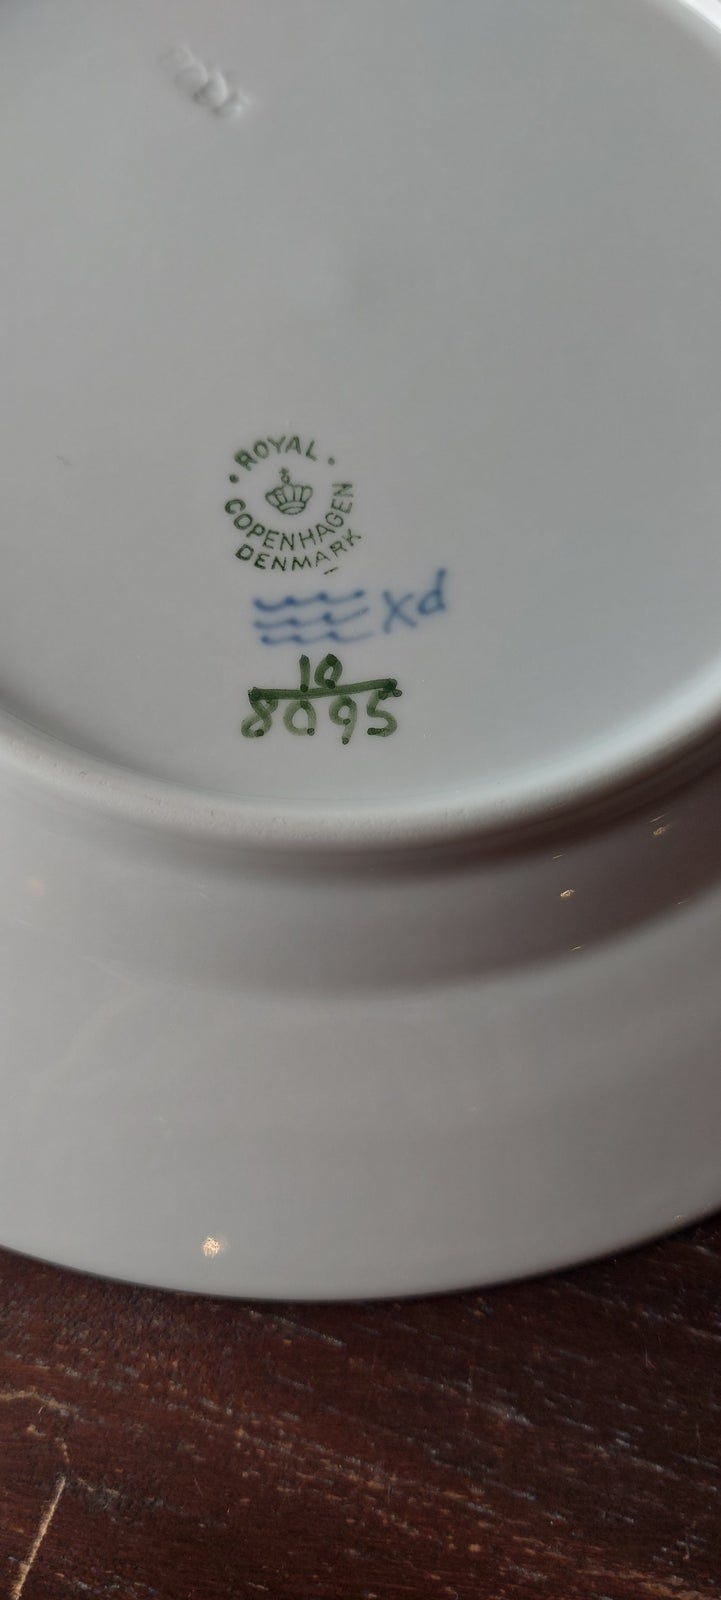 ROYAL
COPENHAGEN
DENMARK
Xd
10
8095